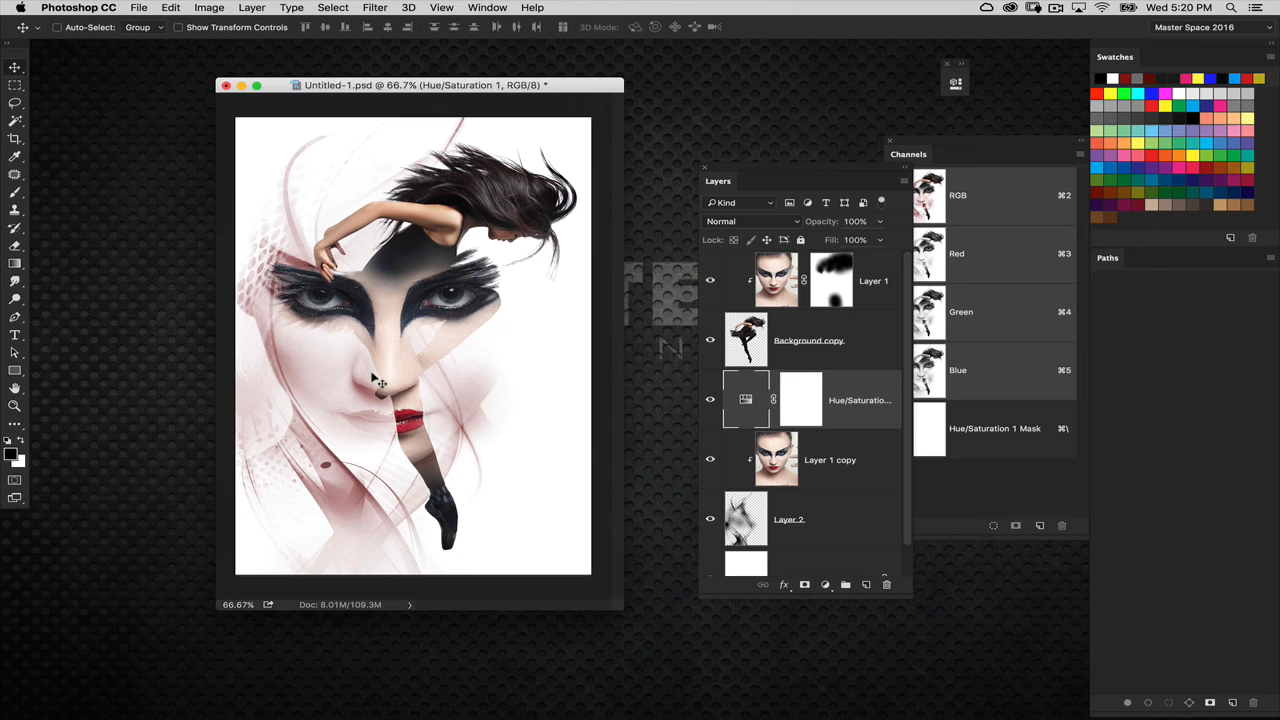 Photoshop CC File Edit Image Layer Type Select Filter 3D View Window Help
Wed 5:20 PM
Auto-Select: Group Show Transform Controls
3D Mode:
Master Space 2016
Untitled-1.psd @ 66.7% (Hue/Saturation 1, RGB/8) *
66.67% Doc: 8.01M/109.3M
Layers
Kind
Normal Opacity: 100%
Lock: Fill: 100%
Layer 1
Background copy
Hue/Saturatio...
Layer 1 copy
Layer 2
Channels
RGB ⌘2
Red ⌘3
Green ⌘4
Blue ⌘5
Hue/Saturation 1 Mask ⌘\
Swatches
Paths